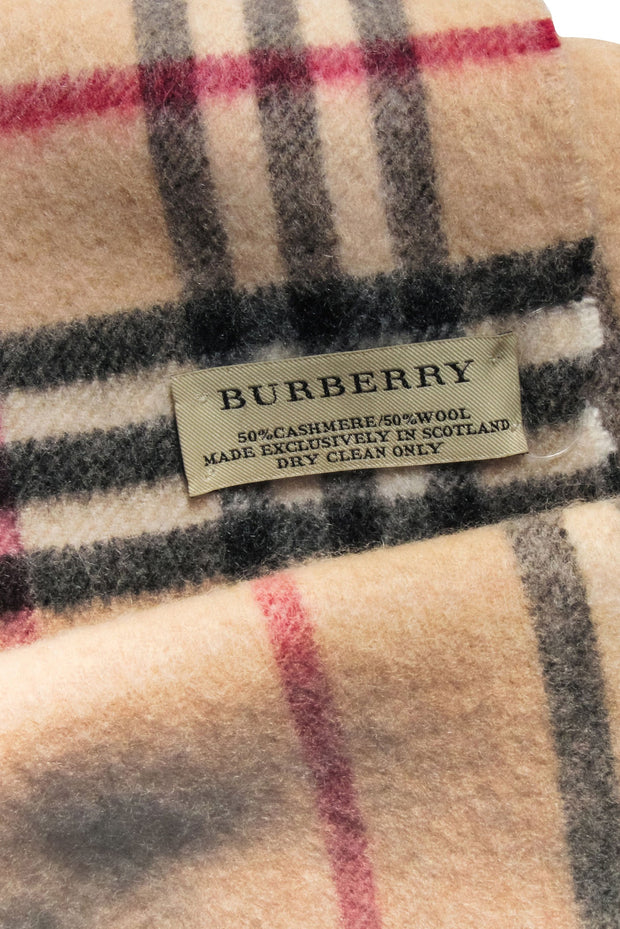 BURBERRY
50%CASHMERE/50%WOOL
MADE EXCLUSIVELY IN SCOTLAND
DRY CLEAN ONLY